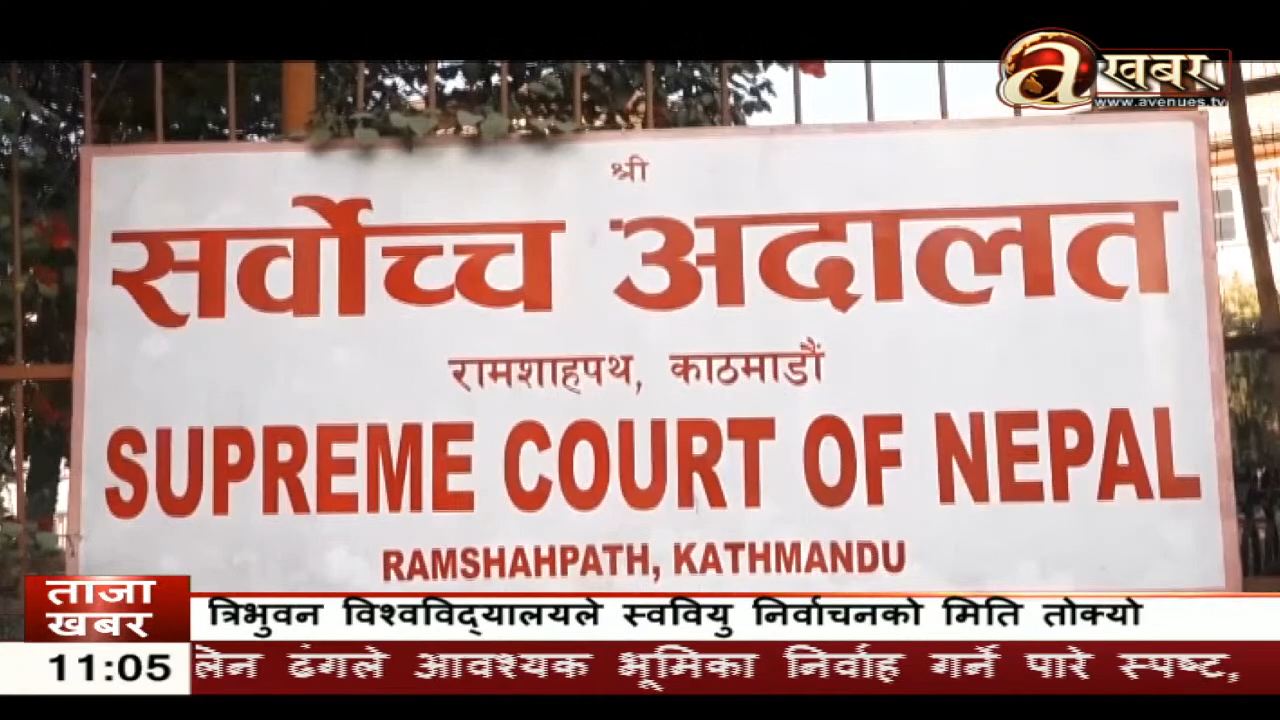 a खबर
www.avenues.tv
श्री
सर्वोच्च अदालत
रामशाहपथ, काठमाडौं
SUPREME COURT OF NEPAL
RAMSHAHPATH, KATHMANDU
ताजा खबर
त्रिभुवन विश्वविद्यालयले स्ववियु निर्वाचनको मिति तोक्यो
11:05
लेन ढंगले आवश्यक भूमिका निर्वाह गर्ने पारे स्पष्ट,